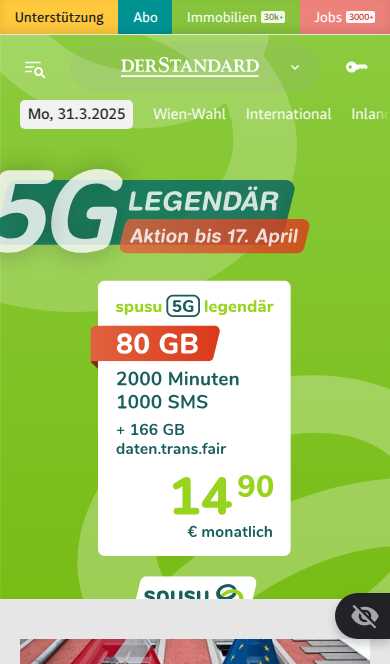 Unterstützung Abo Immobilien 30k+ Jobs 3000+
DERSTANDARD
Mo, 31.3.2025 Wien-Wahl International Inlan
5G LEGENDÄR
Aktion bis 17. April
spusu 5G legendär
80 GB
2000 Minuten
1000 SMS
+ 166 GB
daten.trans.fair
14 90
€ monatlich
spusu